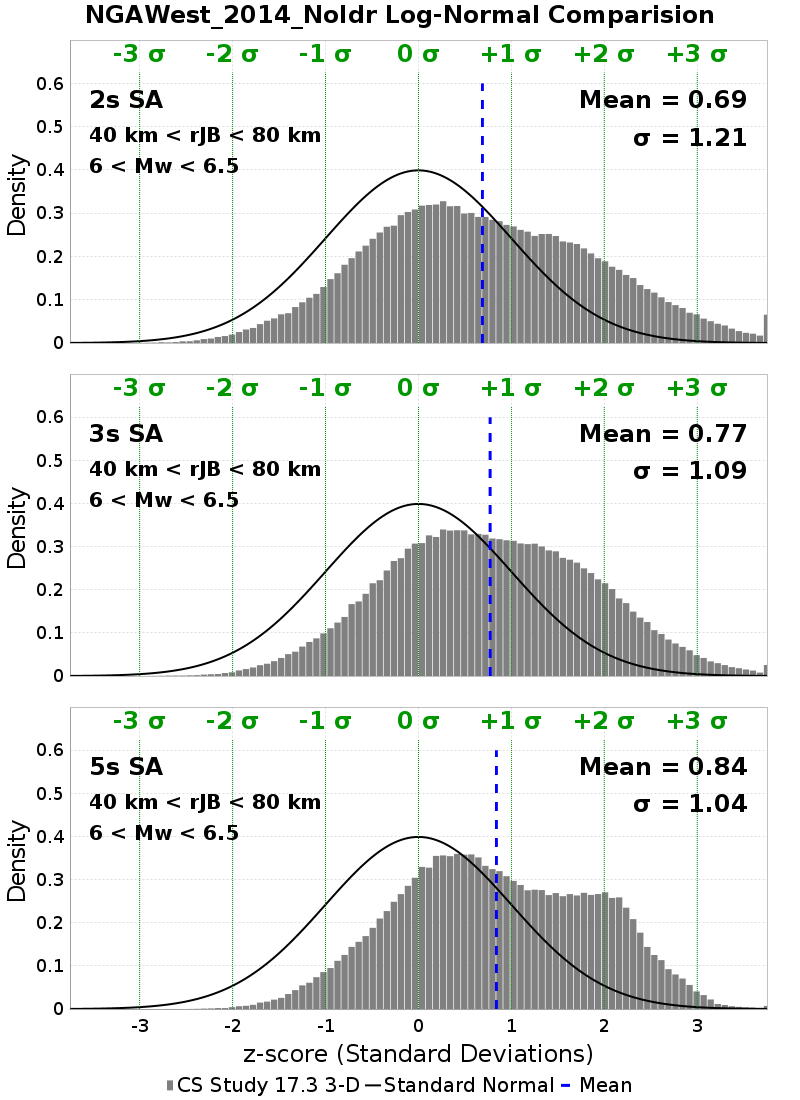 NGAWest_2014_NoIdr Log-Normal Comparision
-3 σ -2 σ -1 σ 0 σ +1 σ +2 σ +3 σ
2s SA
40 km < rJB < 80 km
6 < Mw < 6.5
Mean = 0.69
σ = 1.21
Density
0.6
0.5
0.4
0.3
0.2
0.1
0
-3 σ -2 σ -1 σ 0 σ +1 σ +2 σ +3 σ
3s SA
40 km < rJB < 80 km
6 < Mw < 6.5
Mean = 0.77
σ = 1.09
Density
0.6
0.5
0.4
0.3
0.2
0.1
0
-3 σ -2 σ -1 σ 0 σ +1 σ +2 σ +3 σ
5s SA
40 km < rJB < 80 km
6 < Mw < 6.5
Mean = 0.84
σ = 1.04
Density
0.6
0.5
0.4
0.3
0.2
0.1
0
-3 -2 -1 0 1 2 3
z-score (Standard Deviations)
CS Study 17.3 3-D Standard Normal Mean